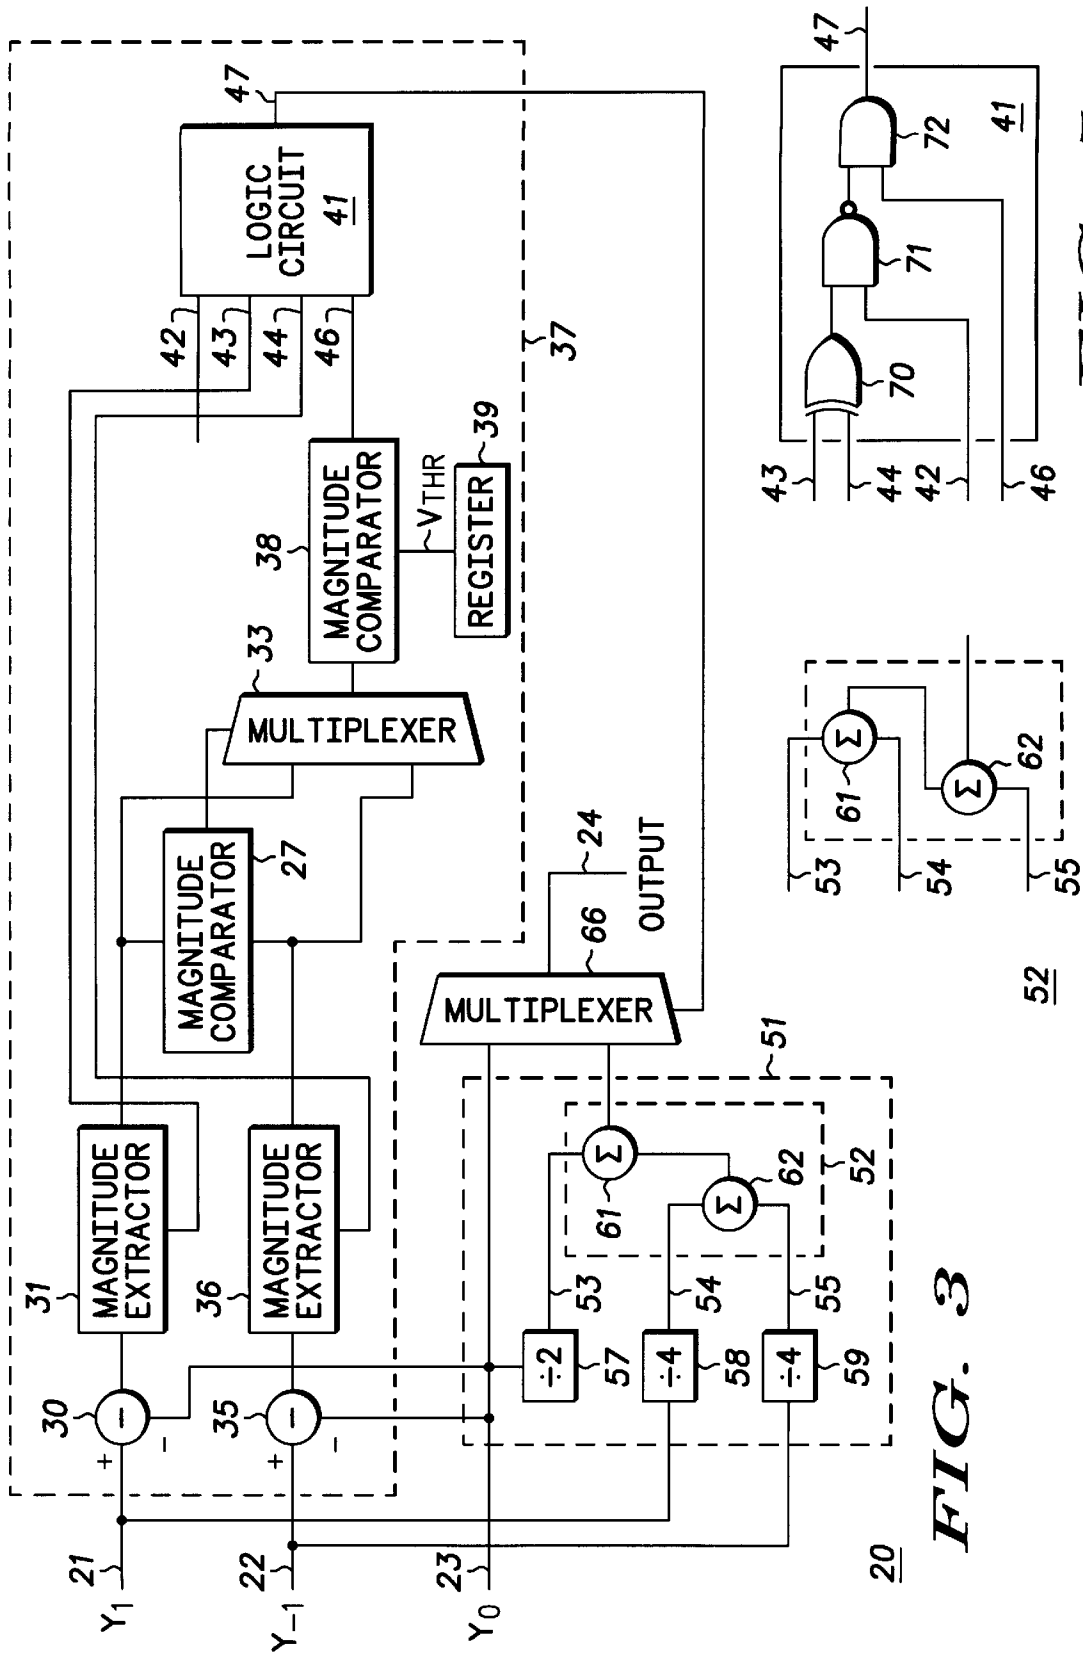 37
47
LOGIC
CIRCUIT
41
42
43
44
46
33
MULTIPLEXER
38
MAGNITUDE
COMPARATOR
VTHR
REGISTER
39
MAGNITUDE
COMPARATOR
27
31
MAGNITUDE
EXTRACTOR
36
MAGNITUDE
EXTRACTOR
30
−
+
−
35
−
+
−
Y1
21
Y−1
22
Y0
23
MULTIPLEXER
66
24
OUTPUT
51
52
Σ
61
Σ
62
53
54
55
÷2
57
÷4
58
÷4
59
20
FIG. 3
53
54
55
Σ
61
Σ
62
52
43
44
42
46
70
71
72
41
47